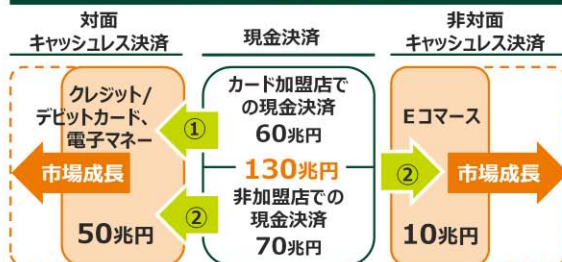 対面
キャッシュレス決済
現金決済
非対面
キャッシュレス決済
クレジット/
デビットカード、
電子マネー
市場成長
50兆円
①
②
カード加盟店で
の現金決済
60兆円
130兆円
非加盟店での
現金決済
70兆円
②
Eコマース
市場成長
10兆円